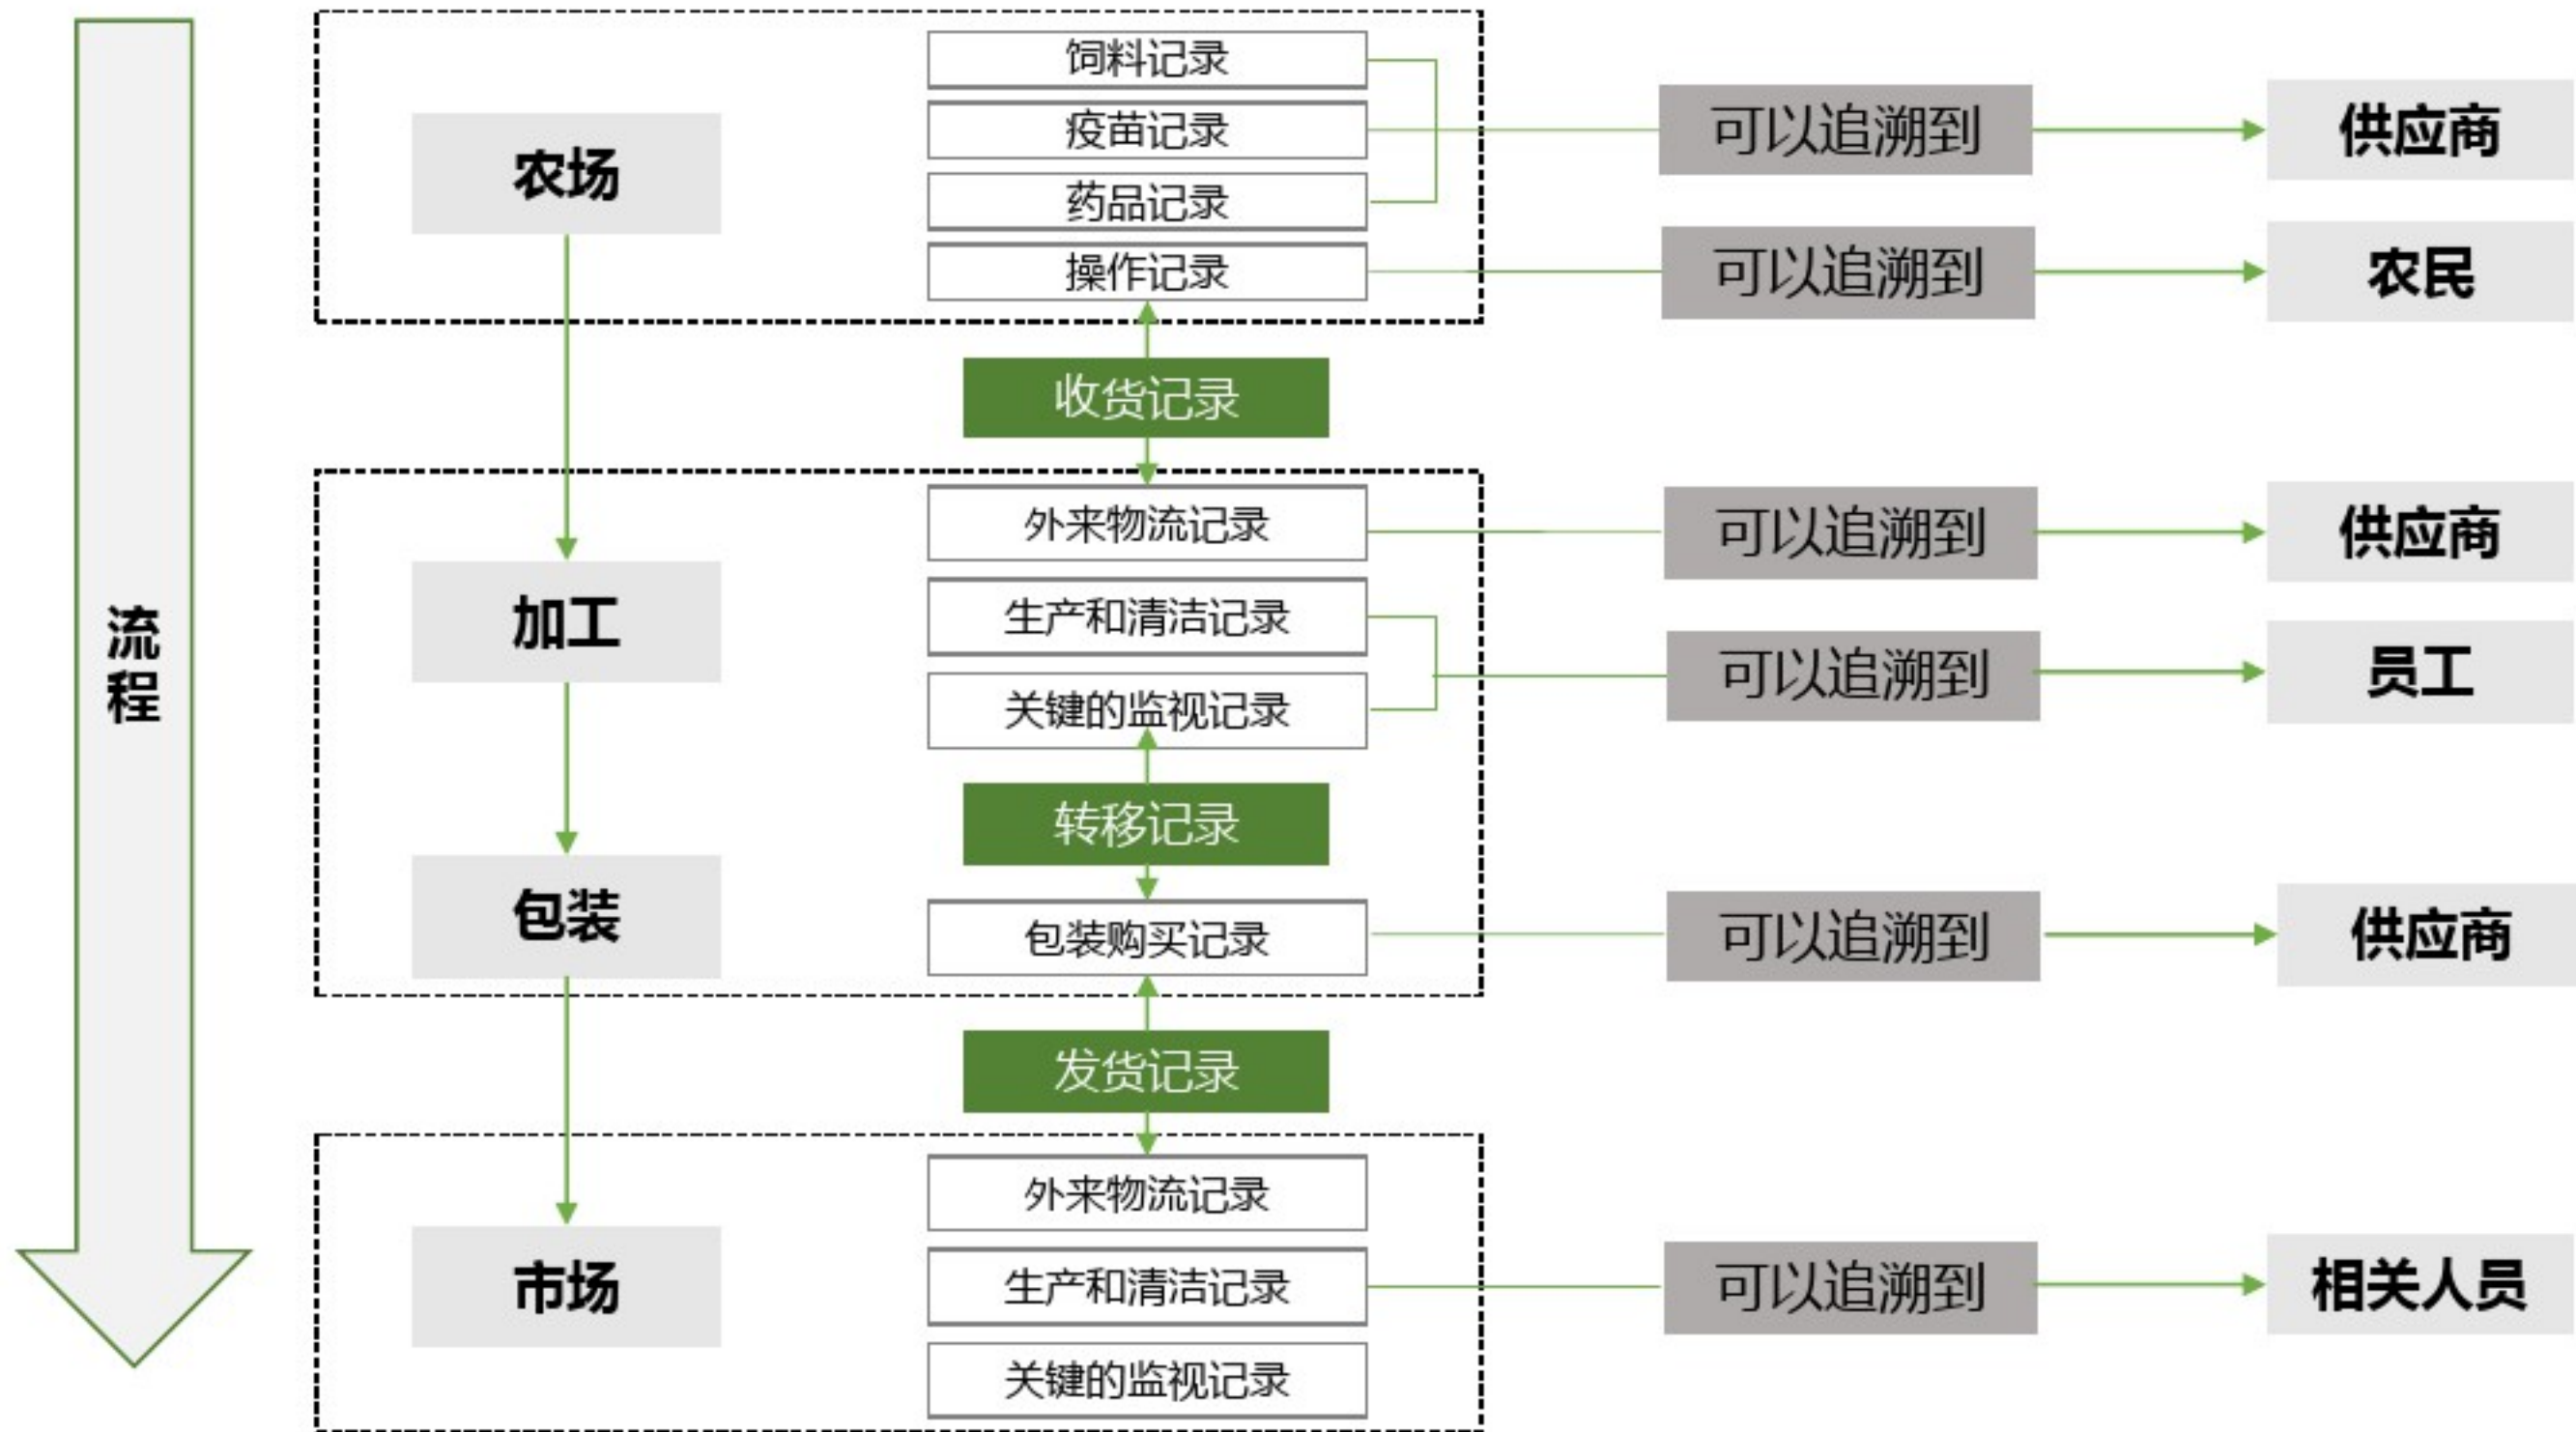 流程
农场
饲料记录
疫苗记录
药品记录
操作记录
可以追溯到
供应商
可以追溯到
农民
收货记录
加工
外来物流记录
生产和清洁记录
关键的监视记录
可以追溯到
供应商
可以追溯到
员工
转移记录
包装
包装购买记录
可以追溯到
供应商
发货记录
市场
外来物流记录
生产和清洁记录
关键的监视记录
可以追溯到
相关人员